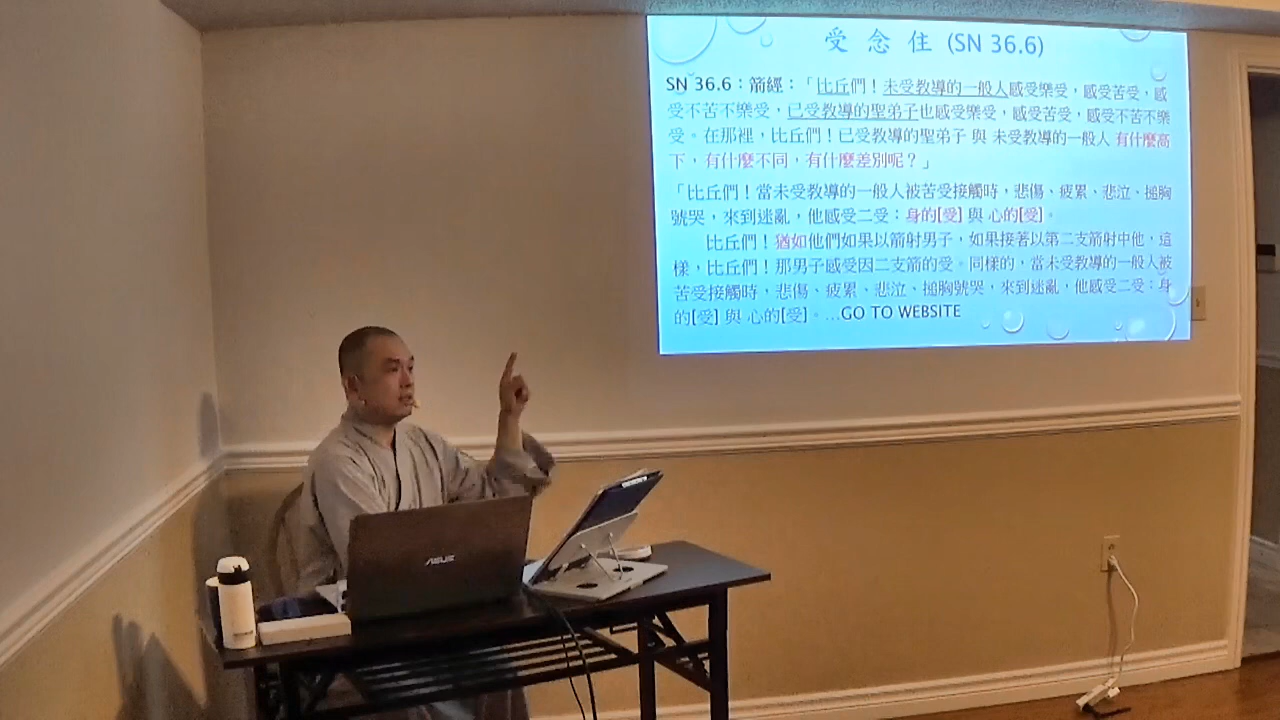 受 念 住 (SN 36.6)
SN 36.6：箭經：「比丘們！未受教導的一般人感受樂受，感受苦受，感
受不苦不樂受，已受教導的聖弟子也感受樂受，感受苦受，感受不苦不樂
受。在那裡，比丘們！已受教導的聖弟子 與 未受教導的一般人 有什麼高
下，有什麼不同，有什麼差別呢？」
「比丘們！當未受教導的一般人被苦受接觸時，悲傷、疲累、悲泣、搥胸
號哭，來到迷亂，他感受二受：身的[受] 與 心的[受]。
比丘們！猶如他們如果以箭射男子，如果接著以第二支箭射中他，這
樣，比丘們！那男子感受因二支箭的受。同樣的，當未受教導的一般人被
苦受接觸時，悲傷、疲累、悲泣、搥胸號哭，來到迷亂，他感受二受：身
的[受] 與 心的[受]。…GO TO WEBSITE
ASUS